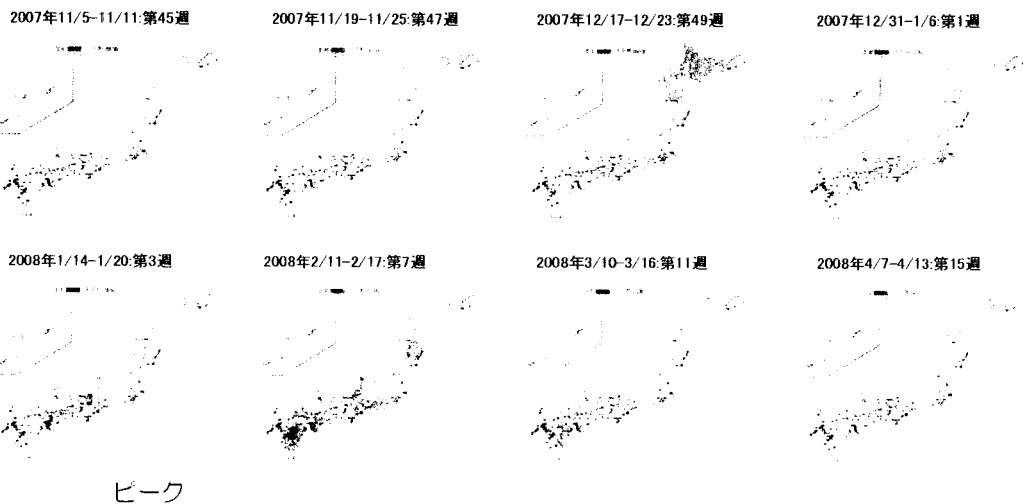 2007年11/5-11/11:第45週
2007年11/19-11/25:第47週
2007年12/17-12/23:第49週
2007年12/31-1/6:第1週
2008年1/14-1/20:第3週
2008年2/11-2/17:第7週
2008年3/10-3/16:第11週
2008年4/7-4/13:第15週
ピーク